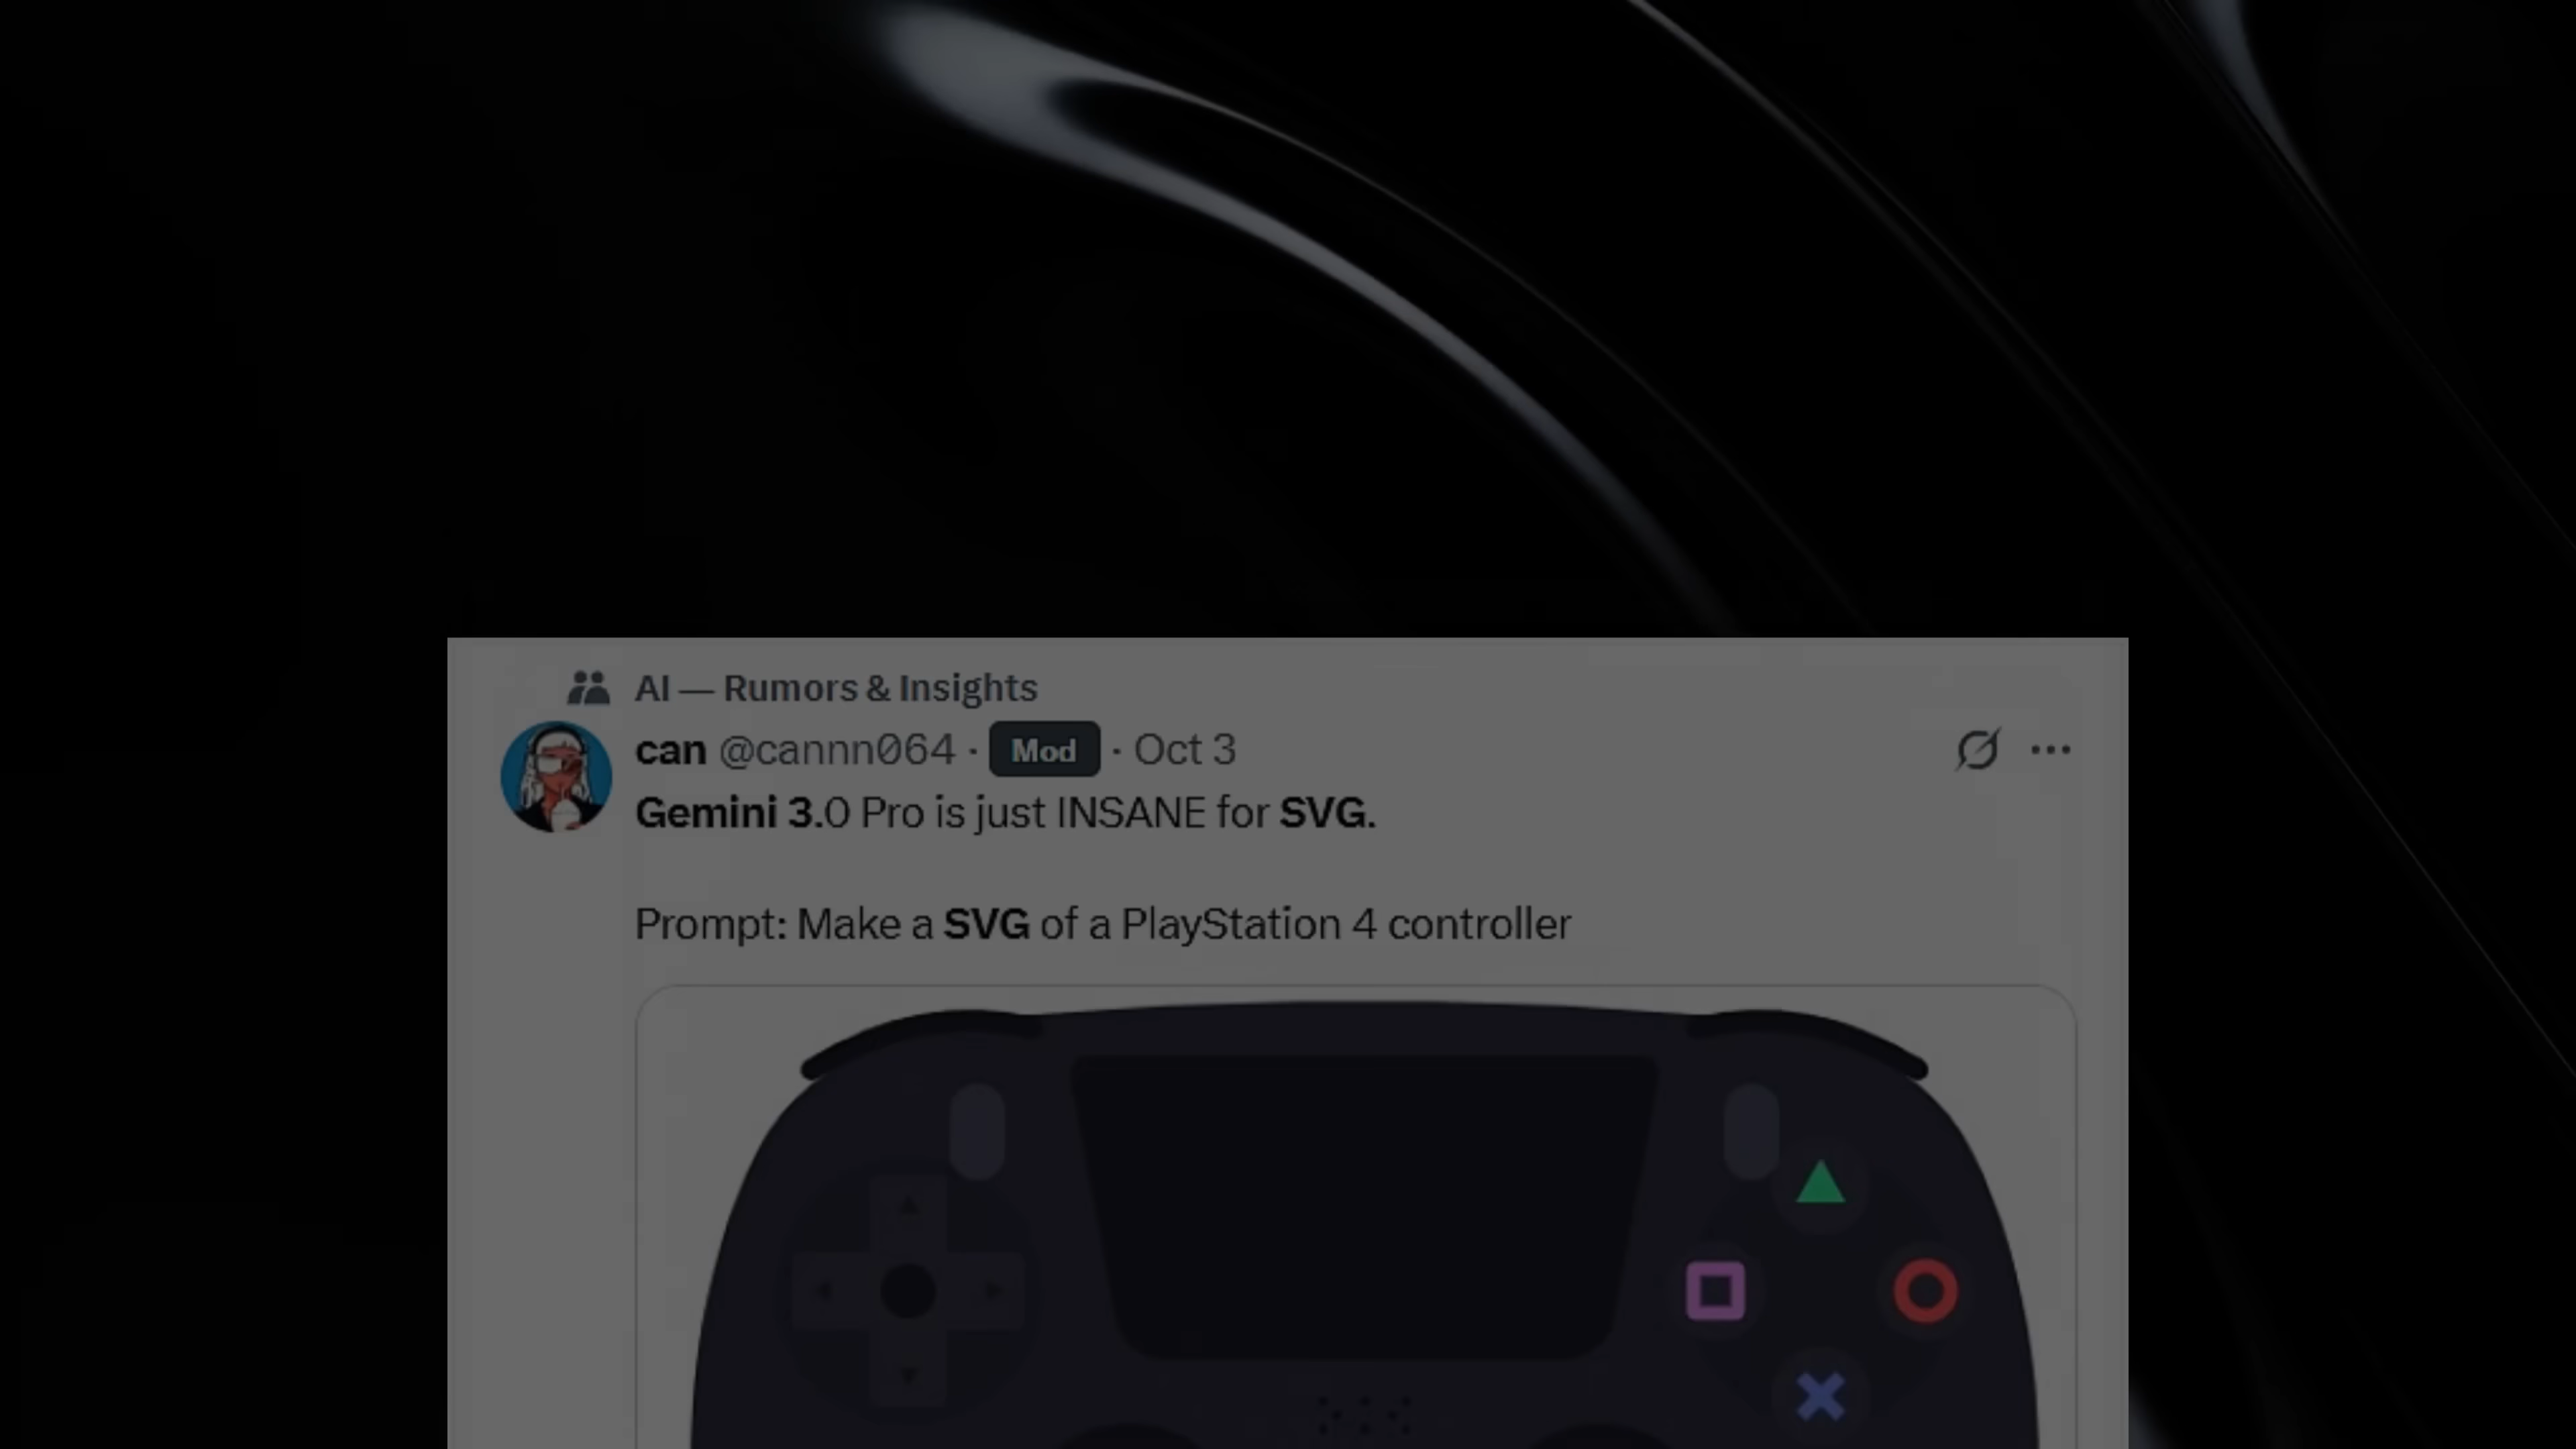 AI — Rumors & Insights
can @cannn064 · Mod · Oct 3
Gemini 3.0 Pro is just INSANE for SVG.
Prompt: Make a SVG of a PlayStation 4 controller